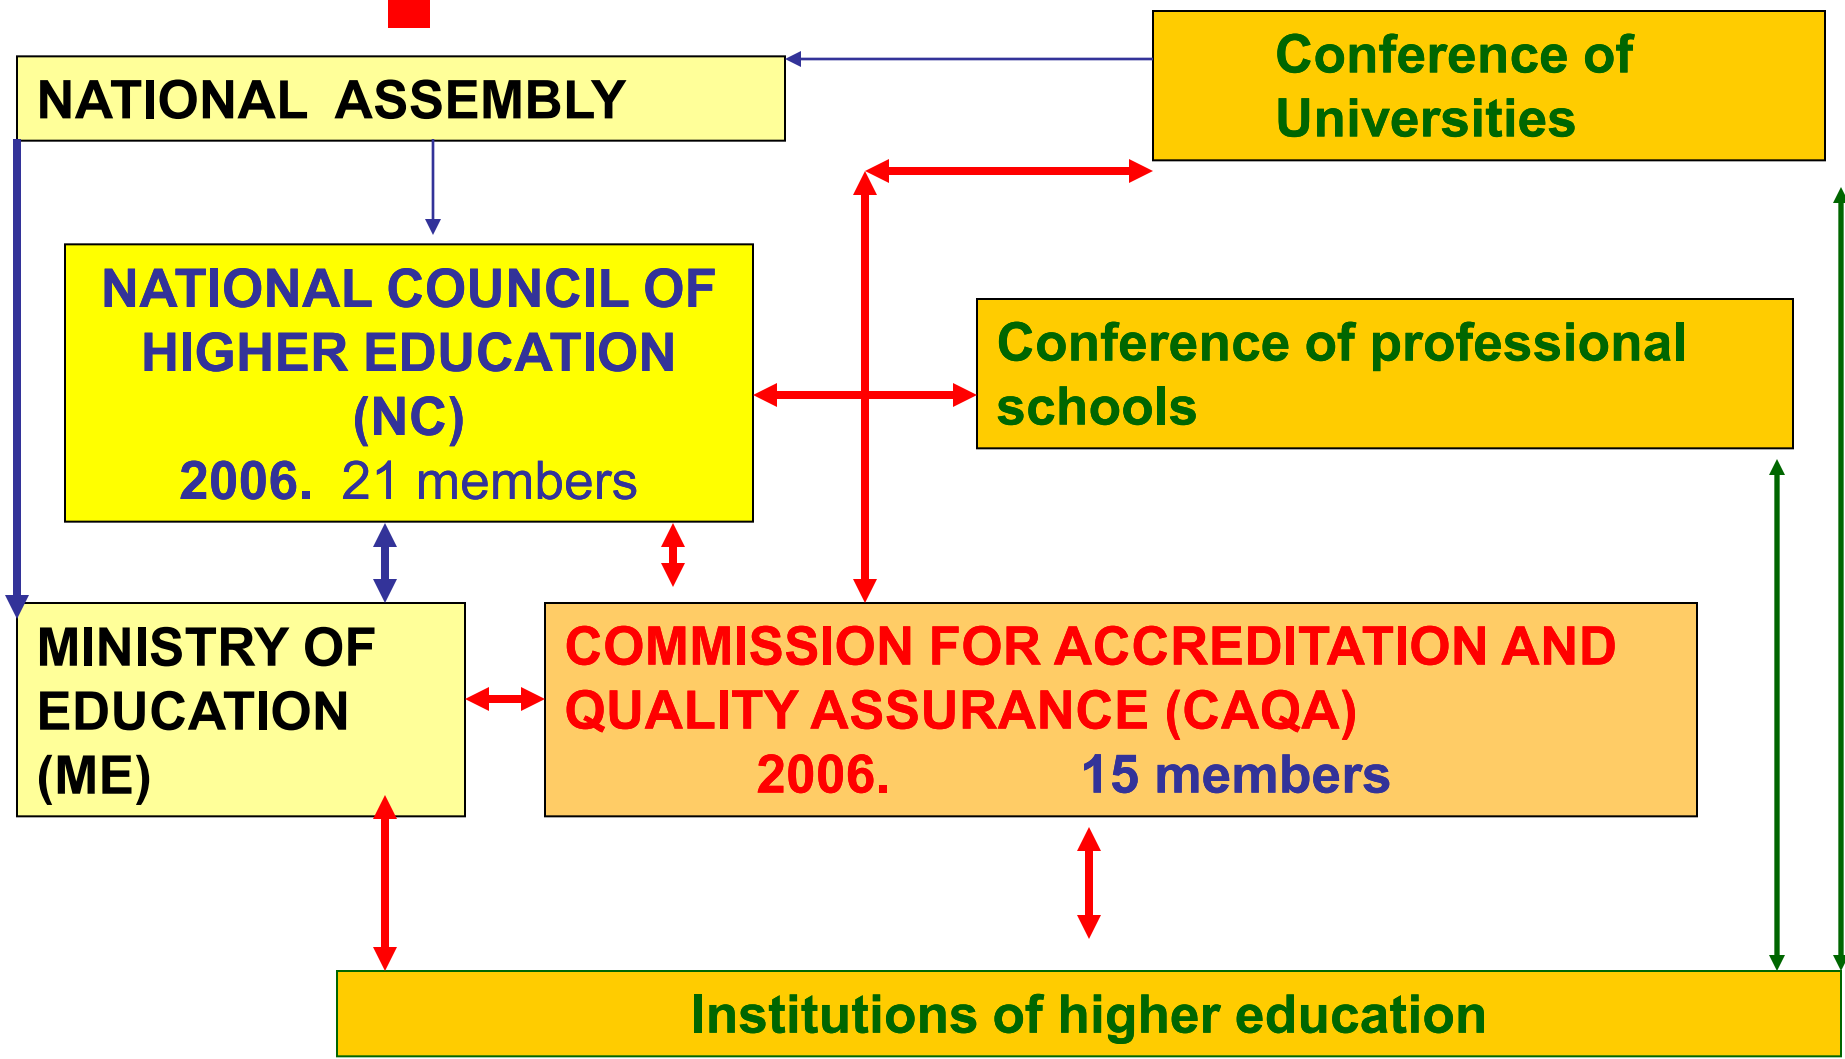 NATIONAL ASSEMBLY
Conference of
Universities
NATIONAL COUNCIL OF
HIGHER EDUCATION
(NC)
2006. 21 members
Conference of professional
schools
MINISTRY OF
EDUCATION
(ME)
COMMISSION FOR ACCREDITATION AND
QUALITY ASSURANCE (CAQA)
2006. 15 members
Institutions of higher education